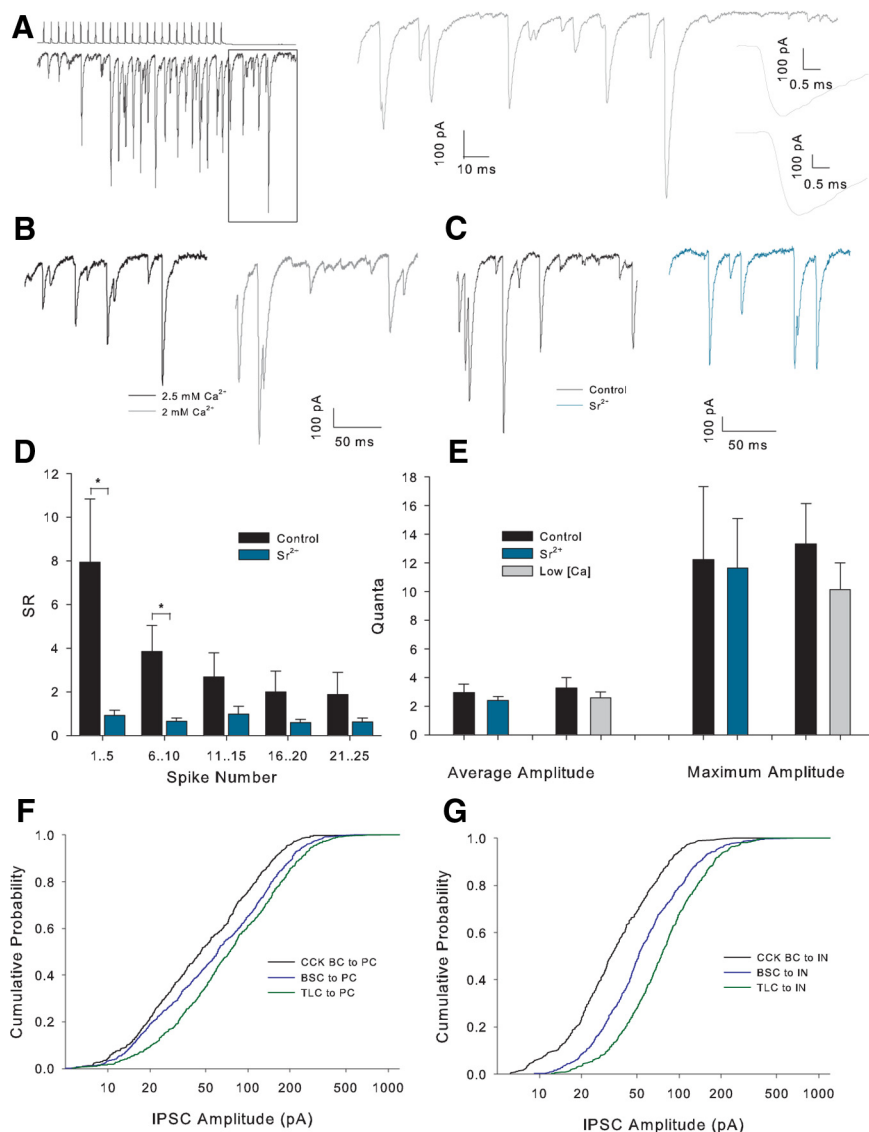 A
100 pA
10 ms
100 pA
0.5 ms
100 pA
0.5 ms
B
2.5 mM Ca²⁺
2 mM Ca²⁺
100 pA
50 ms
C
Control
Sr²⁻
100 pA
50 ms
D
12
10
8
6
4
2
0
SR
*
*
Control
Sr²⁺
1..5
6..10
11..15
16..20
21..25
Spike Number
E
18
16
14
12
10
8
6
4
2
0
Quanta
Control
Sr²⁺
Low [Ca]
Average Amplitude
Maximum Amplitude
F
1.0
0.8
0.6
0.4
0.2
0.0
Cumulative Probability
CCK BC to PC
BSC to PC
TLC to PC
10
20
50
100
200
500
1000
IPSC Amplitude (pA)
G
1.0
0.8
0.6
0.4
0.2
0.0
Cumulative Probability
CCK BC to IN
BSC to IN
TLC to IN
10
20
50
100
200
500
1000
IPSC Amplitude (pA)